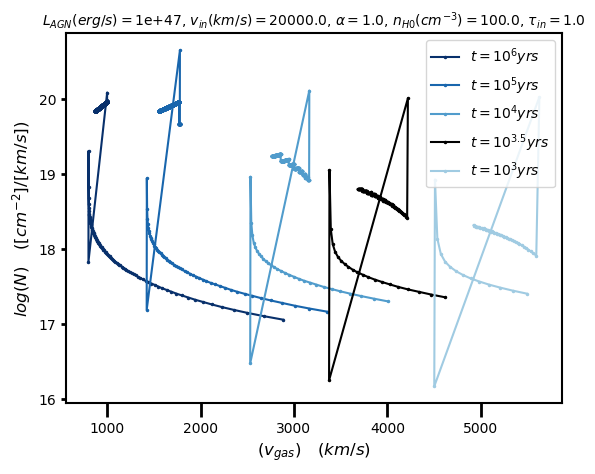 L_{AGN}(erg/s) = 1e+47, v_{in}(km/s) = 20000.0, α = 1.0, n_{H0}(cm^{-3}) = 100.0, τ_{in} = 1.0
t = 10^6 yrs
t = 10^5 yrs
t = 10^4 yrs
t = 10^{3.5} yrs
t = 10^3 yrs
log(N) ([cm^{-2}]/[km/s])
20
19
18
17
16
1000 2000 3000 4000 5000
(v_{gas}) (km/s)